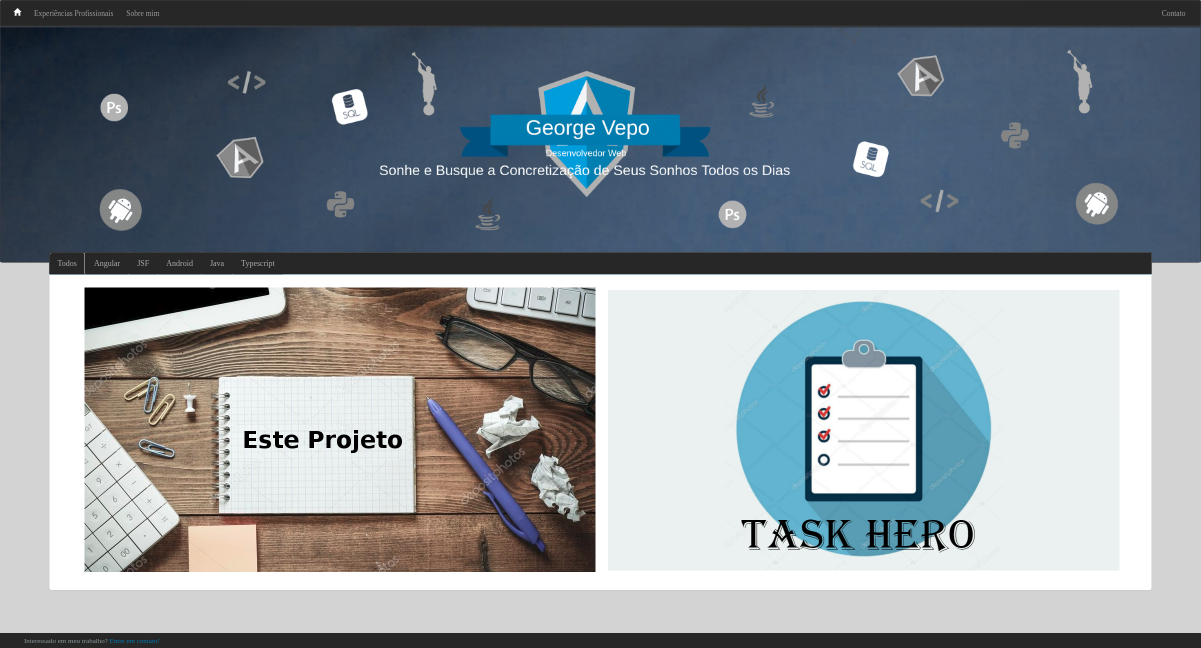 Experiências Profissionais Sobre mim Contato
</>
Ps
SQL
George Vepo
Desenvolvedor Web
Sonhe e Busque a Concretização de Seus Sonhos Todos os Dias
SQL
</>
Ps
Todos Angular JSF Android Java Typescript
Este Projeto
TASK HERO
depositphotos
Interessado em meu trabalho? Entre em contato!